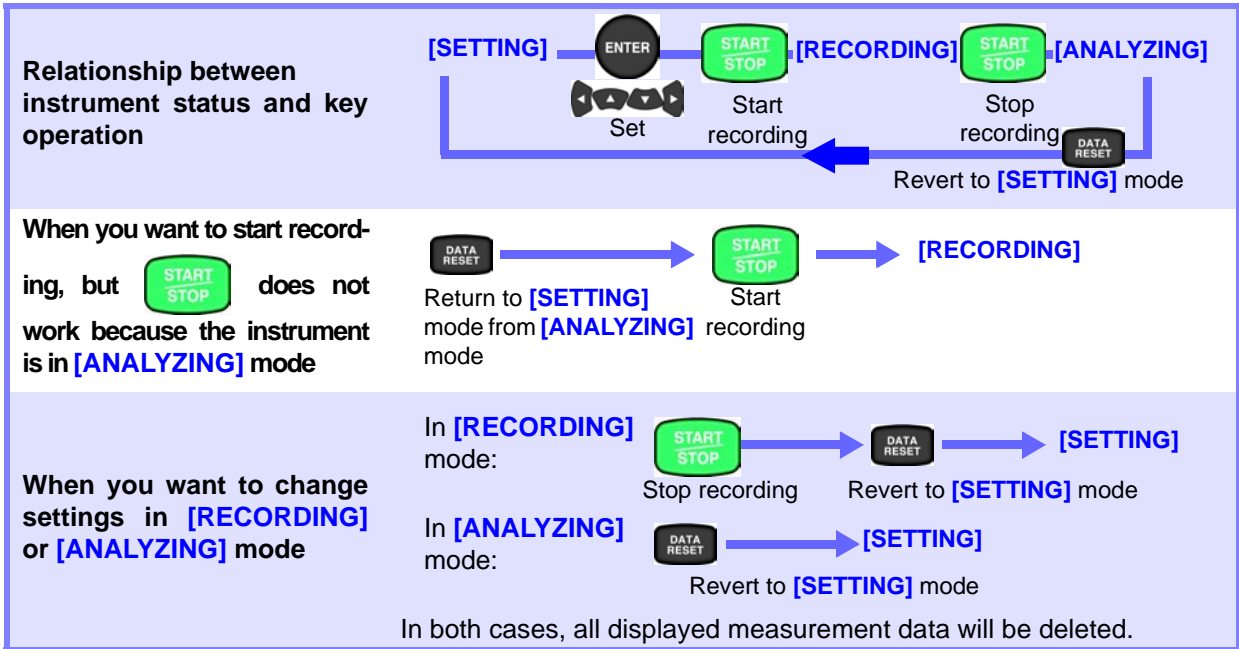 Relationship between
instrument status and key
operation
[SETTING] ENTER START STOP [RECORDING] START STOP [ANALYZING]
Set
Start
recording
Stop
recording
DATA
RESET
Revert to [SETTING] mode
When you want to start record-
ing, but START STOP does not
work because the instrument
is in [ANALYZING] mode
DATA
RESET
START
STOP
[RECORDING]
Return to [SETTING]
mode from [ANALYZING]
mode
Start
recording
When you want to change
settings in [RECORDING]
or [ANALYZING] mode
In [RECORDING]
mode:
START
STOP
DATA
RESET
[SETTING]
Stop recording
Revert to [SETTING] mode
In [ANALYZING]
mode:
DATA
RESET
[SETTING]
Revert to [SETTING] mode
In both cases, all displayed measurement data will be deleted.